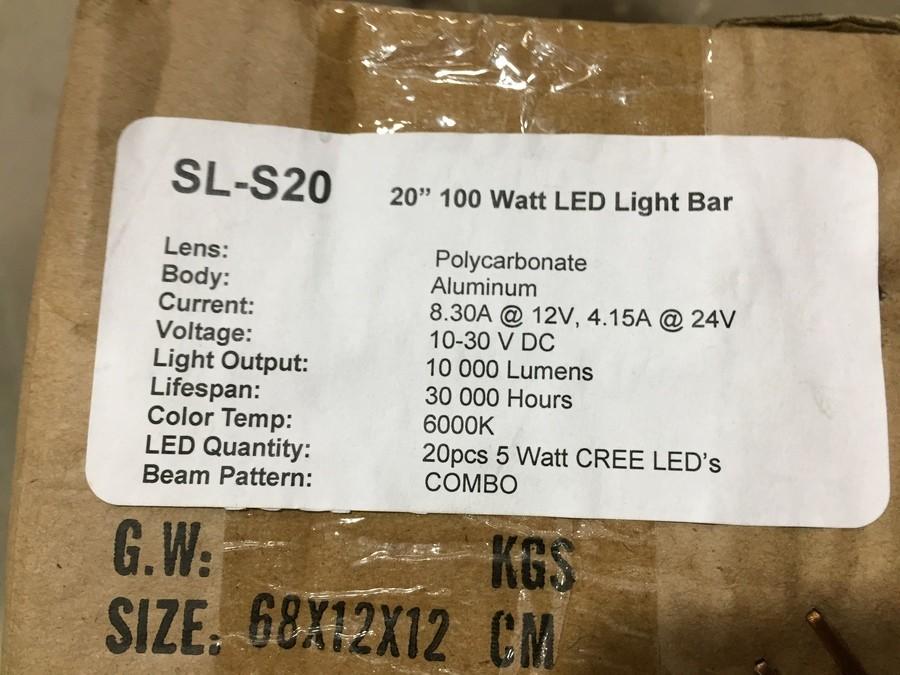 SL-S20 20” 100 Watt LED Light Bar
Lens: Polycarbonate
Body: Aluminum
Current: 8.30A @ 12V, 4.15A @ 24V
Voltage: 10-30 V DC
Light Output: 10 000 Lumens
Lifespan: 30 000 Hours
Color Temp: 6000K
LED Quantity: 20pcs 5 Watt CREE LED’s
Beam Pattern: COMBO
G.W: KGS
SIZE: 68X12X12 CM